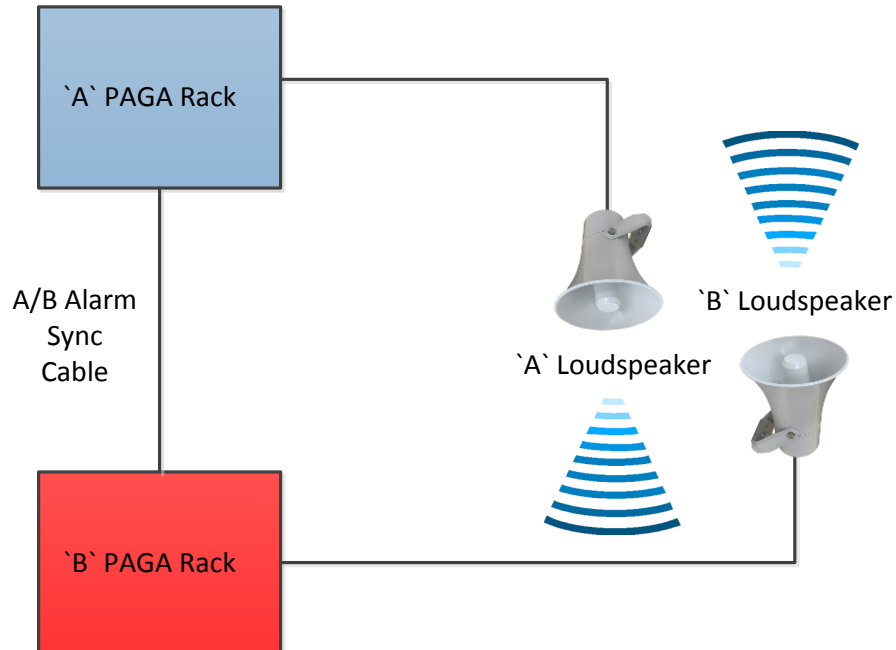 `A` PAGA Rack
A/B Alarm
Sync
Cable
`B` Loudspeaker
`A` Loudspeaker
`B` PAGA Rack